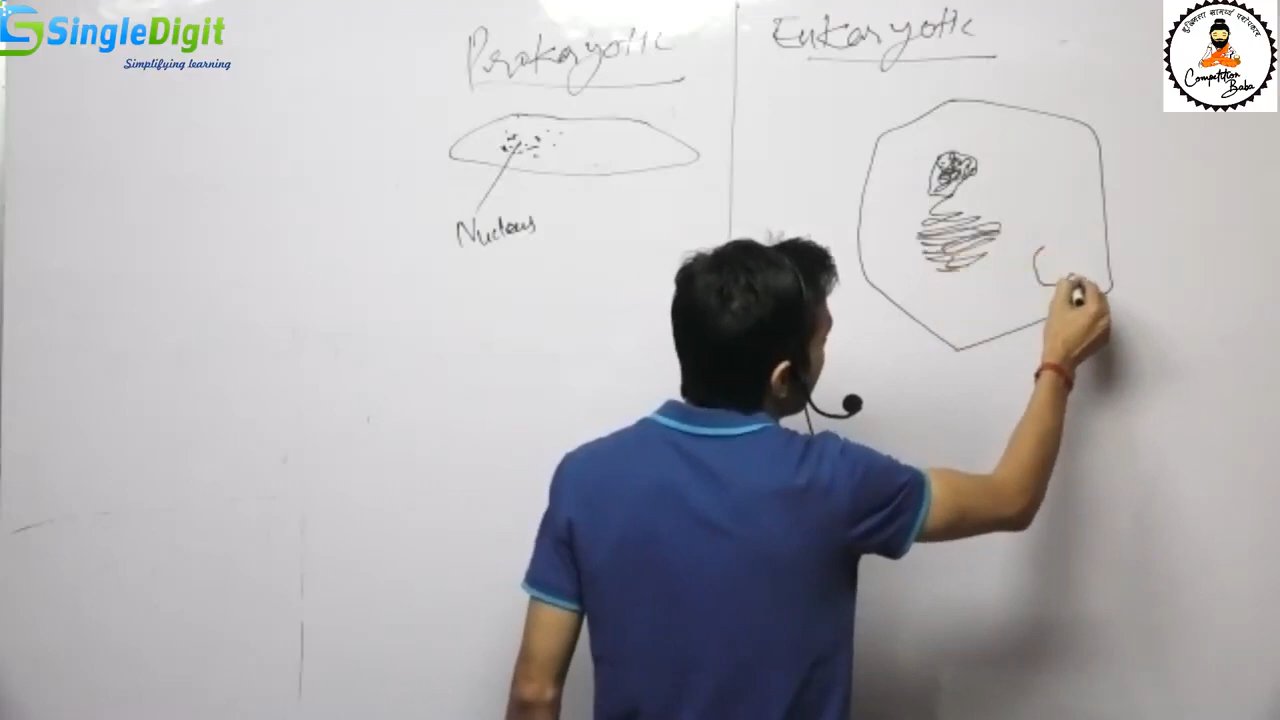 SingleDigit
Simplifying learning
Prokaryotic
Eukaryotic
Nucleus
Competition
Baba